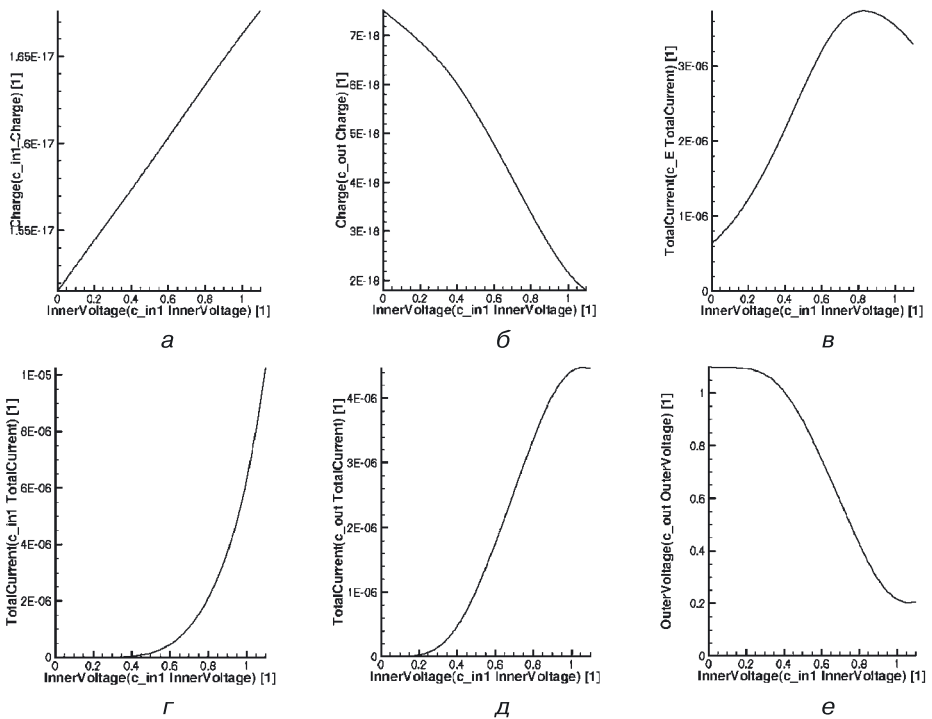 Charge(c_in1 Charge) [1]
1.65E-17
1.6E-17
1.55E-17
0 0.2 0.4 0.6 0.8 1
InnerVoltage(c_in1 InnerVoltage) [1]
а
Charge(c_out Charge) [1]
7E-18
6E-18
5E-18
4E-18
3E-18
2E-18
0 0.2 0.4 0.6 0.8 1
InnerVoltage(c_in1 InnerVoltage) [1]
б
TotalCurrent(c_E TotalCurrent) [1]
3E-06
2E-06
1E-06
0
0 0.2 0.4 0.6 0.8 1
InnerVoltage(c_in1 InnerVoltage) [1]
в
TotalCurrent(c_in1 TotalCurrent) [1]
1E-05
8E-06
6E-06
4E-06
2E-06
0
0 0.2 0.4 0.6 0.8 1
InnerVoltage(c_in1 InnerVoltage) [1]
г
TotalCurrent(c_out TotalCurrent) [1]
4E-06
3E-06
2E-06
1E-06
0
0 0.2 0.4 0.6 0.8 1
InnerVoltage(c_in1 InnerVoltage) [1]
д
OuterVoltage(c_out OuterVoltage) [1]
1
0.8
0.6
0.4
0.2
0
0 0.2 0.4 0.6 0.8 1
InnerVoltage(c_in1 InnerVoltage) [1]
е